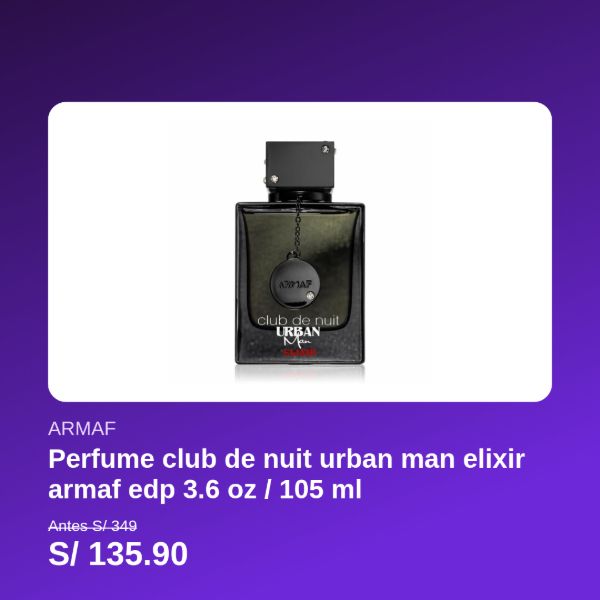 ARMAF
club de nuit
URBAN
Man
ELIXIR
ARMAF
Perfume club de nuit urban man elixir
armaf edp 3.6 oz / 105 ml
Antes S/ 349
S/ 135.90